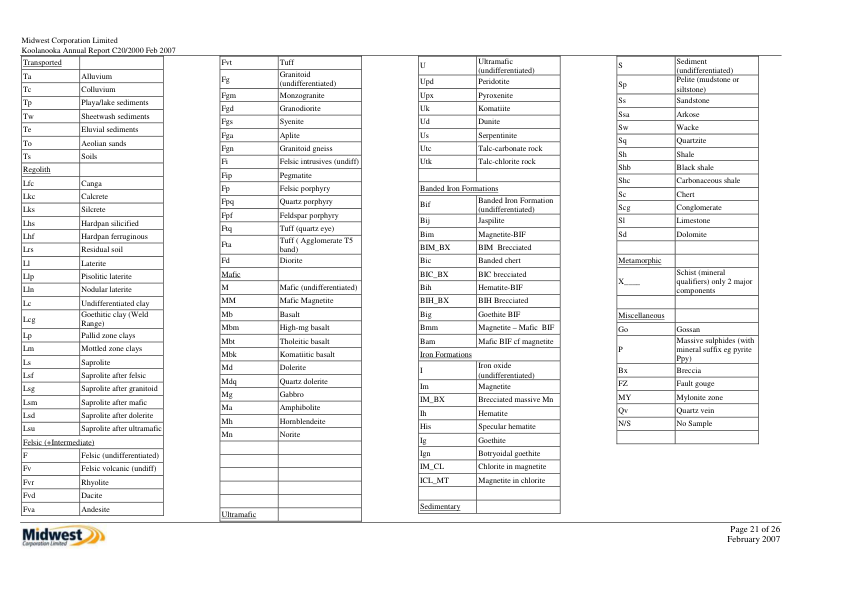 Midwest Corporation Limited
Koolanooka Annual Report C20/2000 Feb 2007
Transported
Ta Alluvium
Tc Colluvium
Tp Playa/lake sediments
Tw Sheetwash sediments
Te Eluvial sediments
To Aeolian sands
Ts Soils
Regolith
Lfc Canga
Lkc Calcrete
Lks Silcrete
Lhs Hardpan silicified
Lhf Hardpan ferruginous
Lrs Residual soil
Ll Laterite
Llp Pisolitic laterite
Lln Nodular laterite
Lc Undifferentiated clay
Lcg Goethitic clay (Weld
Range)
Lp Pallid zone clays
Lm Mottled zone clays
Ls Saprolite
Lsf Saprolite after felsic
Lsg Saprolite after granitoid
Lsm Saprolite after mafic
Lsd Saprolite after dolerite
Lsu Saprolite after ultramafic
Felsic (+Intermediate)
F Felsic (undifferentiated)
Fv Felsic volcanic (undiff)
Fvr Rhyolite
Fvd Dacite
Fva Andesite
Fvt Tuff
Fg Granitoid
(undifferentiated)
Fgm Monzogranite
Fgd Granodiorite
Fgs Syenite
Fga Aplite
Fgn Granitoid gneiss
Fi Felsic intrusives (undiff)
Fip Pegmatite
Fp Felsic porphyry
Fpq Quartz porphyry
Fpf Feldspar porphyry
Ftq Tuff (quartz eye)
Fta Tuff ( Agglomerate T5
band)
Fd Diorite
Mafic
M Mafic (undifferentiated)
MM Mafic Magnetite
Mb Basalt
Mbm High-mg basalt
Mbt Tholeitic basalt
Mbk Komatiitic basalt
Md Dolerite
Mdq Quartz dolerite
Mg Gabbro
Ma Amphibolite
Mh Hornblendeite
Mn Norite
Ultramafic
U Ultramafic
(undifferentiated)
Upd Peridotite
Upx Pyroxenite
Uk Komatiite
Ud Dunite
Us Serpentinite
Utc Talc-carbonate rock
Utk Talc-chlorite rock
Banded Iron Formations
Bif Banded Iron Formation
(undifferentiated)
Bij Jaspilite
Bim Magnetite-BIF
BIM_BX BIM Brecciated
Bic Banded chert
BIC_BX BIC brecciated
Bih Hematite-BIF
BIH_BX BIH Brecciated
Big Goethite BIF
Bmm Magnetite – Mafic BIF
Bam Mafic BIF of magnetite
Iron Formations
I Iron oxide
(undifferentiated)
Im Magnetite
IM_BX Brecciated massive Mn
Ih Hematite
His Specular hematite
Ig Goethite
Ign Botryoidal goethite
IM_CL Chlorite in magnetite
ICL_MT Magnetite in chlorite
Sedimentary
S Sediment
(undifferentiated)
Sp Pelite (mudstone or
siltstone)
Ss Sandstone
Ssa Arkose
Sw Wacke
Sq Quartzite
Sh Shale
Shb Black shale
Shc Carbonaceous shale
Sc Chert
Scg Conglomerate
Sl Limestone
Sd Dolomite
Metamorphic
X____ Schist (mineral
qualifiers) only 2 major
components
Miscellaneous
Go Gossan
P Massive sulphides (with
mineral suffix eg pyrite
Ppy)
Bx Breccia
FZ Fault gouge
MY Mylonite zone
Qv Quartz vein
N/S No Sample
Midwest
Corporation Limited
Page 21 of 26
February 2007